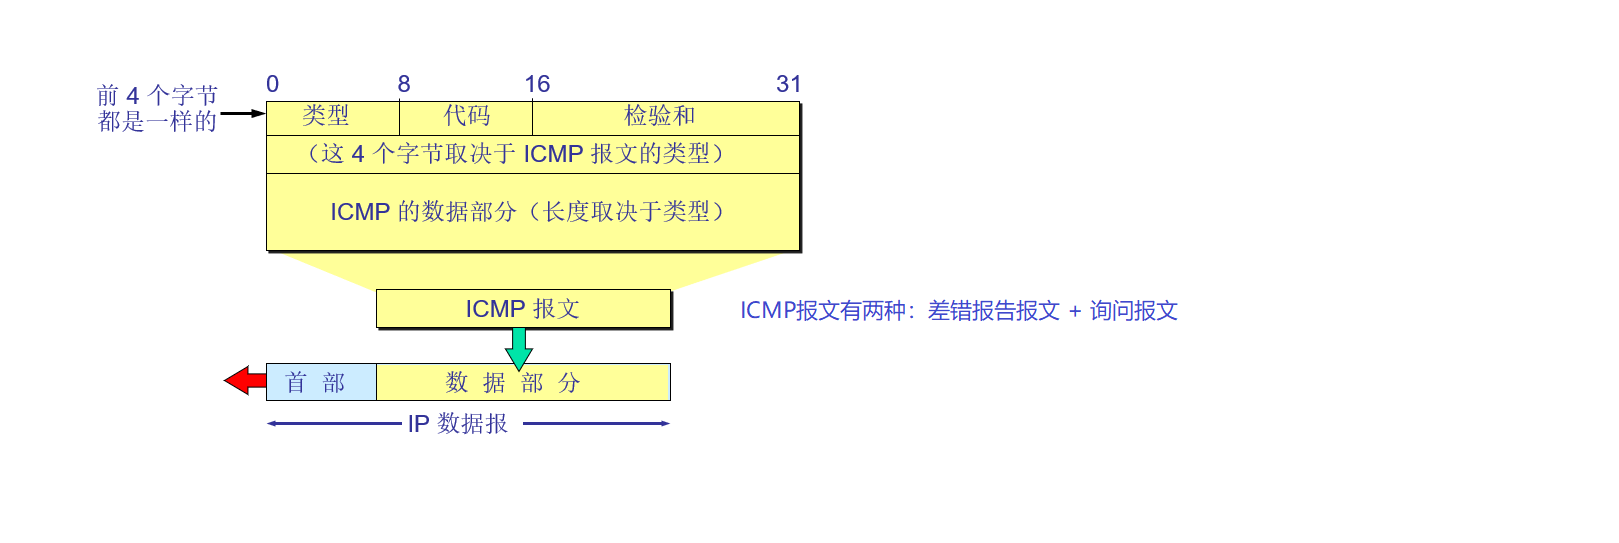 0 8 16 31
前 4 个字节
都是一样的
类型 代码 检验和
（这 4 个字节取决于 ICMP 报文的类型）
ICMP 的数据部分（长度取决于类型）
ICMP 报文
ICMP报文有两种：差错报告报文 + 询问报文
首 部 数 据 部 分
IP 数据报